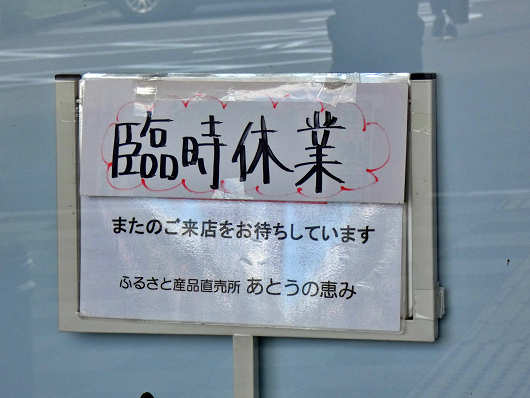 臨時休業
またのご来店をお待ちしています
ふるさと産品直売所 あとうの恵み